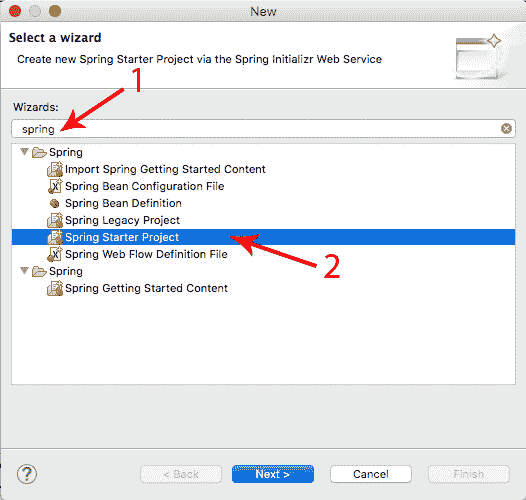 New
Select a wizard
Create new Spring Starter Project via the Spring Initializr Web Service
1
Wizards:
spring
Spring
Import Spring Getting Started Content
Spring Bean Configuration File
Spring Bean Definition
Spring Legacy Project
Spring Starter Project
Spring Web Flow Definition File
2
Spring
Spring Getting Started Content
? < Back Next > Cancel Finish